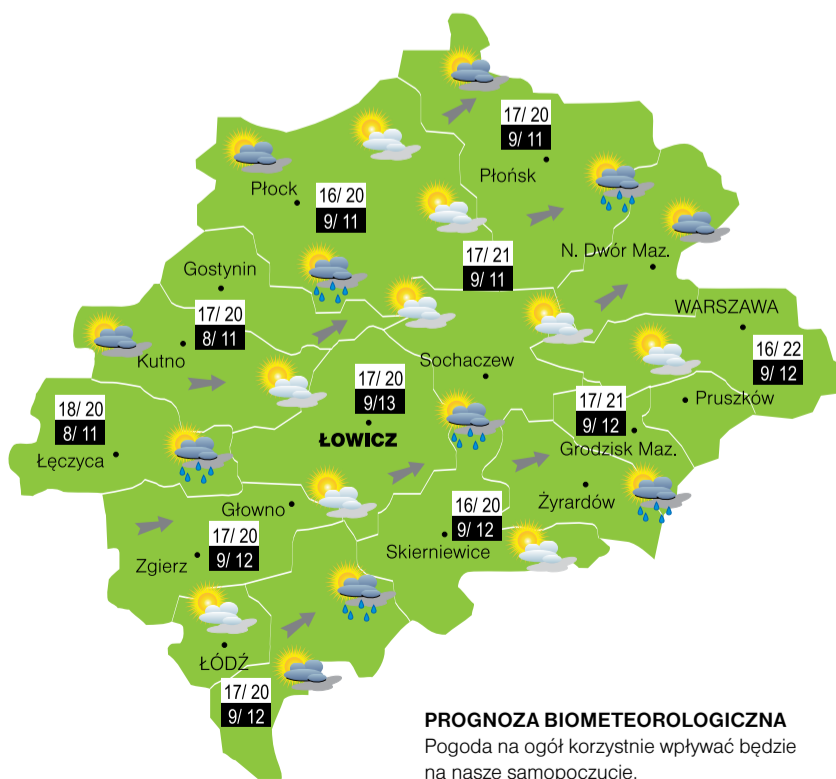 17/ 20
9/ 11
Płońsk
Płock
16/ 20
9/ 11
17/ 21
9/ 11
N. Dwór Maz.
Gostynin
WARSZAWA
17/ 20
8/ 11
Kutno
16/ 22
9/ 12
Sochaczew
17/ 20
9/13
ŁOWICZ
17/ 21
9/ 12
Pruszków
Grodzisk Maz.
18/ 20
8/ 11
Łęczyca
Żyrardów
Głowno
16/ 20
9/ 12
Skierniewice
17/ 20
9/ 12
Zgierz
ŁÓDŹ
17/ 20
9/ 12
PROGNOZA BIOMETEOROLOGICZNA
Pogoda na ogół korzystnie wpływać będzie
na nasze samopoczucie.